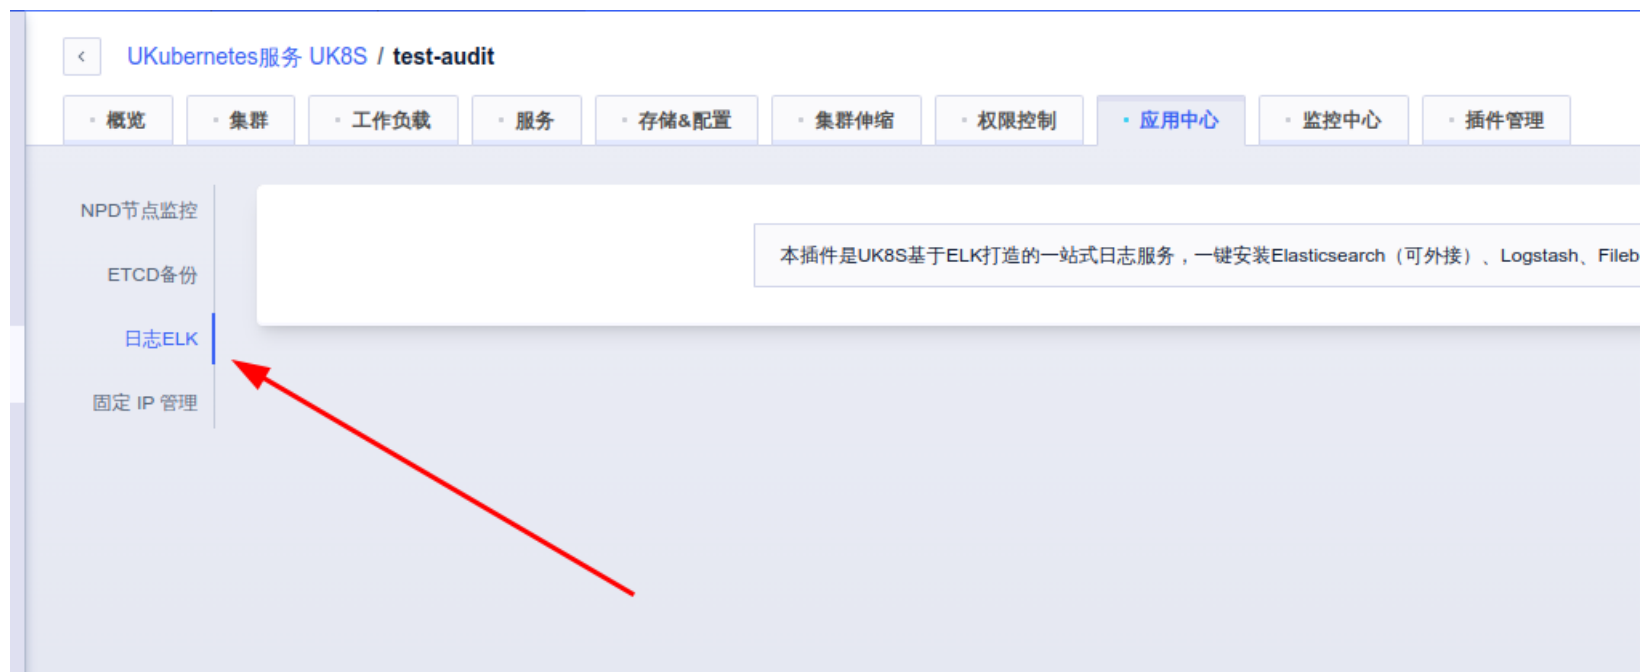 UKubernetes服务 UK8S / test-audit
概览 集群 工作负载 服务 存储&配置 集群伸缩 权限控制 应用中心 监控中心 插件管理
NPD节点监控
本插件是UK8S基于ELK打造的一站式日志服务，一键安装Elasticsearch（可外接）、Logstash、Fileb
ETCD备份
日志ELK
固定 IP 管理